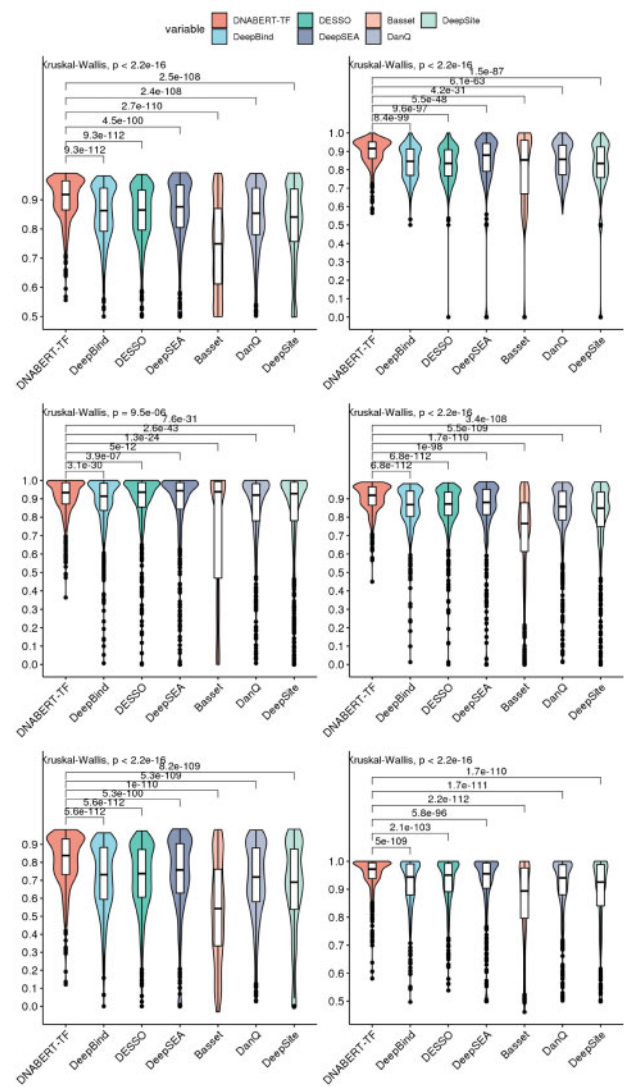 variable DNABERT-TF DESSO Basset DeepSite
DeepBind DeepSEA DanQ
Kruskal-Wallis, p < 2.2e-16
2.5e-108
2.4e-108
2.7e-110
4.5e-100
9.3e-112
9.3e-112
0.9
0.8
0.7
0.6
0.5
DNABERT-TF DeepBind DESSO DeepSEA Basset DanQ DeepSite
Kruskal-Wallis, p < 2.2e-16
1.5e-87
6.1e-63
4.2e-31
5.5e-48
9.6e-97
8.4e-99
1.0
0.9
0.8
0.7
0.6
0.5
0.4
0.3
0.2
0.1
0.0
DNABERT-TF DeepBind DESSO DeepSEA Basset DanQ DeepSite
Kruskal-Wallis, p = 9.5e-06
7.6e-31
2.6e-43
1.3e-24
5e-12
3.9e-07
3.1e-30
1.0
0.9
0.8
0.7
0.6
0.5
0.4
0.3
0.2
0.1
0.0
DNABERT-TF DeepBind DESSO DeepSEA Basset DanQ DeepSite
Kruskal-Wallis, p < 2.2e-16
3.4e-108
5.5e-109
1.7e-110
1e-98
6.8e-112
6.8e-112
1.0
0.9
0.8
0.7
0.6
0.5
0.4
0.3
0.2
0.1
0.0
DNABERT-TF DeepBind DESSO DeepSEA Basset DanQ DeepSite
Kruskal-Wallis, p < 2.2e-16
8.2e-109
5.3e-109
1e-110
5.3e-100
5.6e-112
5.6e-112
0.9
0.8
0.7
0.6
0.5
0.4
0.3
0.2
0.1
0.0
DNABERT-TF DeepBind DESSO DeepSEA Basset DanQ DeepSite
Kruskal-Wallis, p < 2.2e-16
1.7e-110
1.7e-111
2.2e-112
5.8e-96
2.1e-103
5e-109
1.0
0.9
0.8
0.7
0.6
0.5
DNABERT-TF DeepBind DESSO DeepSEA Basset DanQ DeepSite